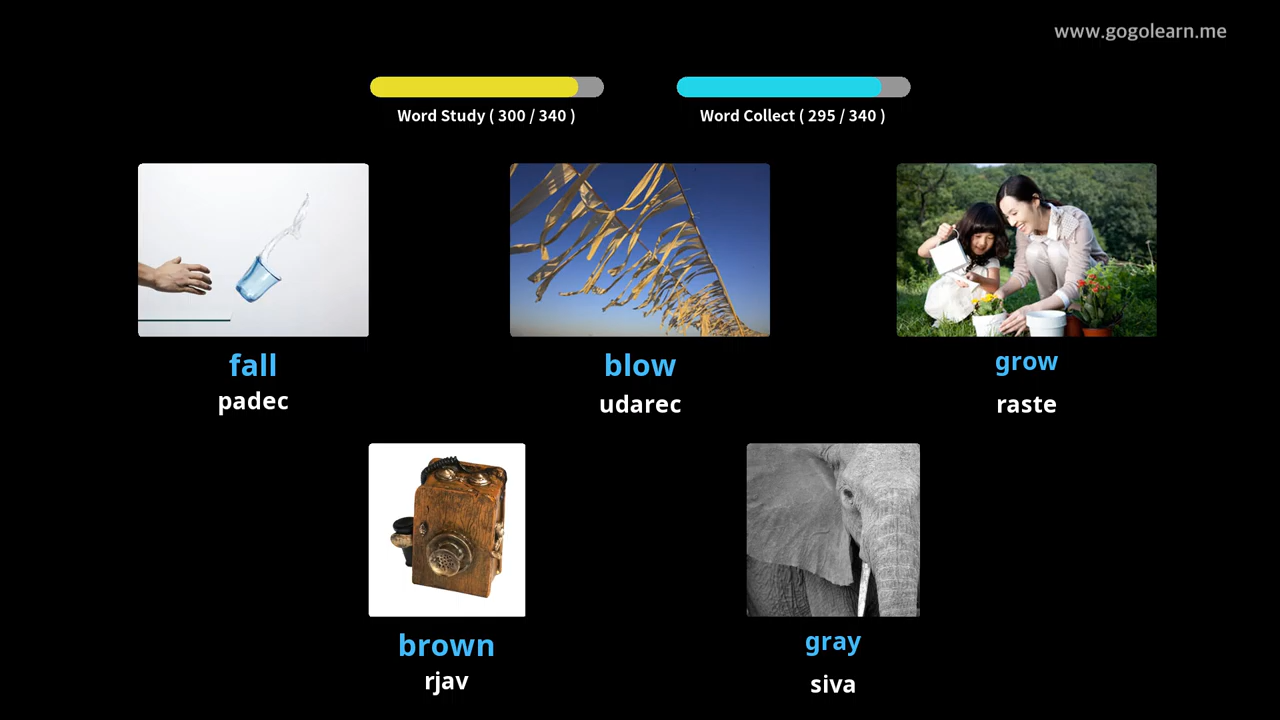 www.gogolearn.me
Word Study ( 300 / 340 )
Word Collect ( 295 / 340 )
fall
blow
grow
padec
udarec
raste
brown
gray
rjav
siva